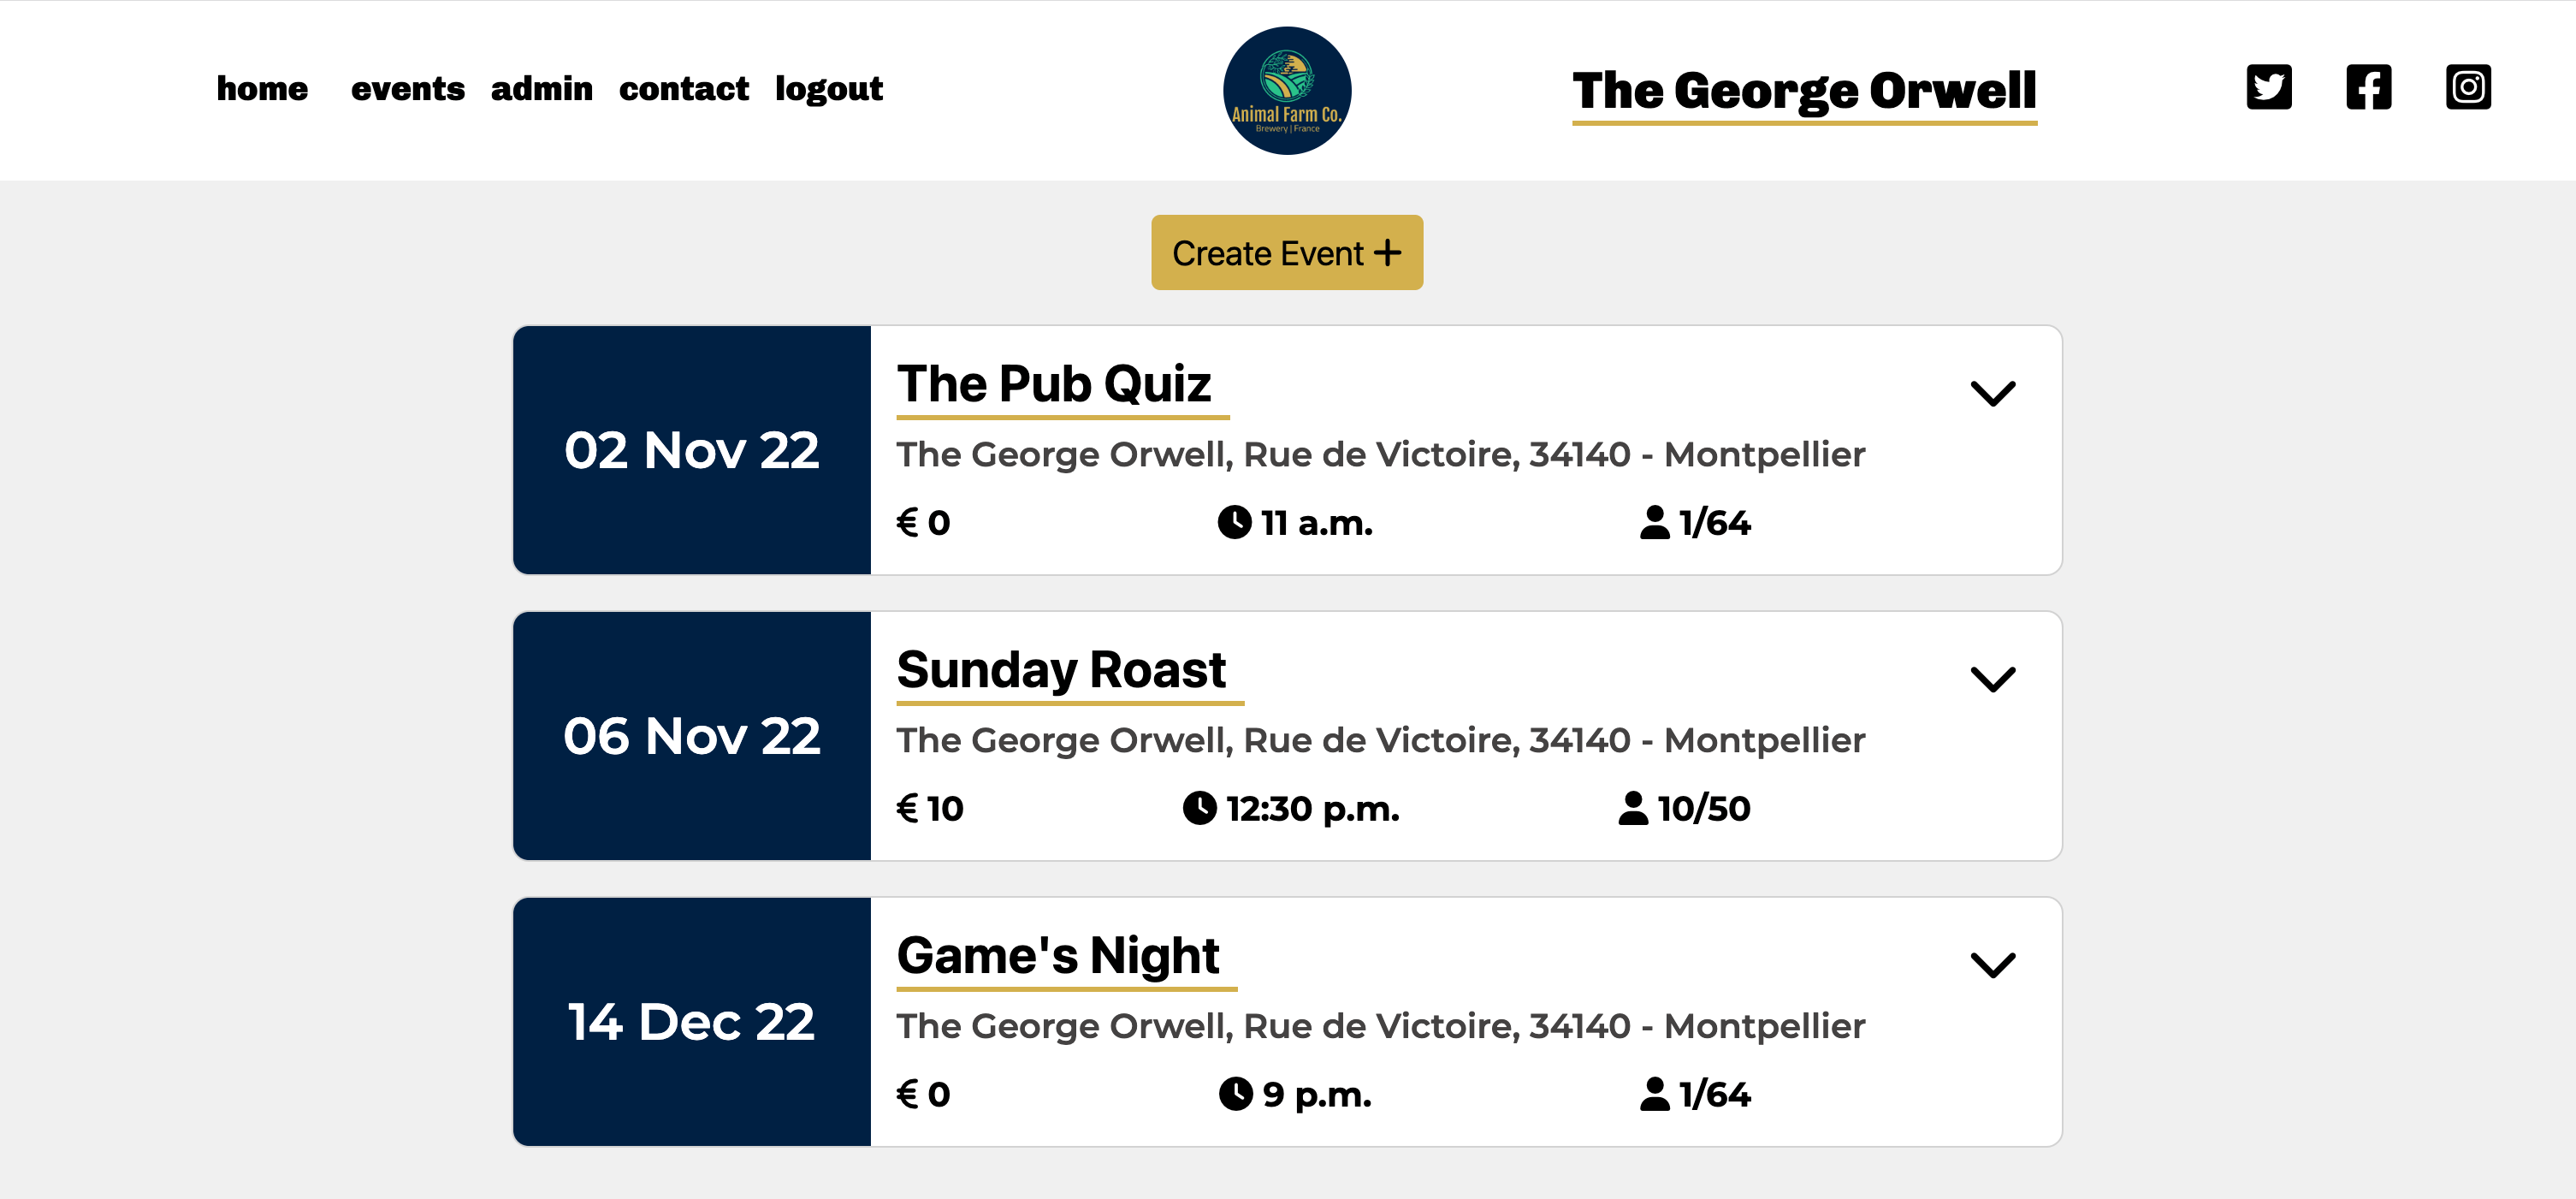 home events admin contact logout
Animal Farm Co.
Brewery | France
The George Orwell
Create Event +
02 Nov 22
The Pub Quiz
The George Orwell, Rue de Victoire, 34140 - Montpellier
€ 0 11 a.m. 1/64
06 Nov 22
Sunday Roast
The George Orwell, Rue de Victoire, 34140 - Montpellier
€ 10 12:30 p.m. 10/50
14 Dec 22
Game's Night
The George Orwell, Rue de Victoire, 34140 - Montpellier
€ 0 9 p.m. 1/64